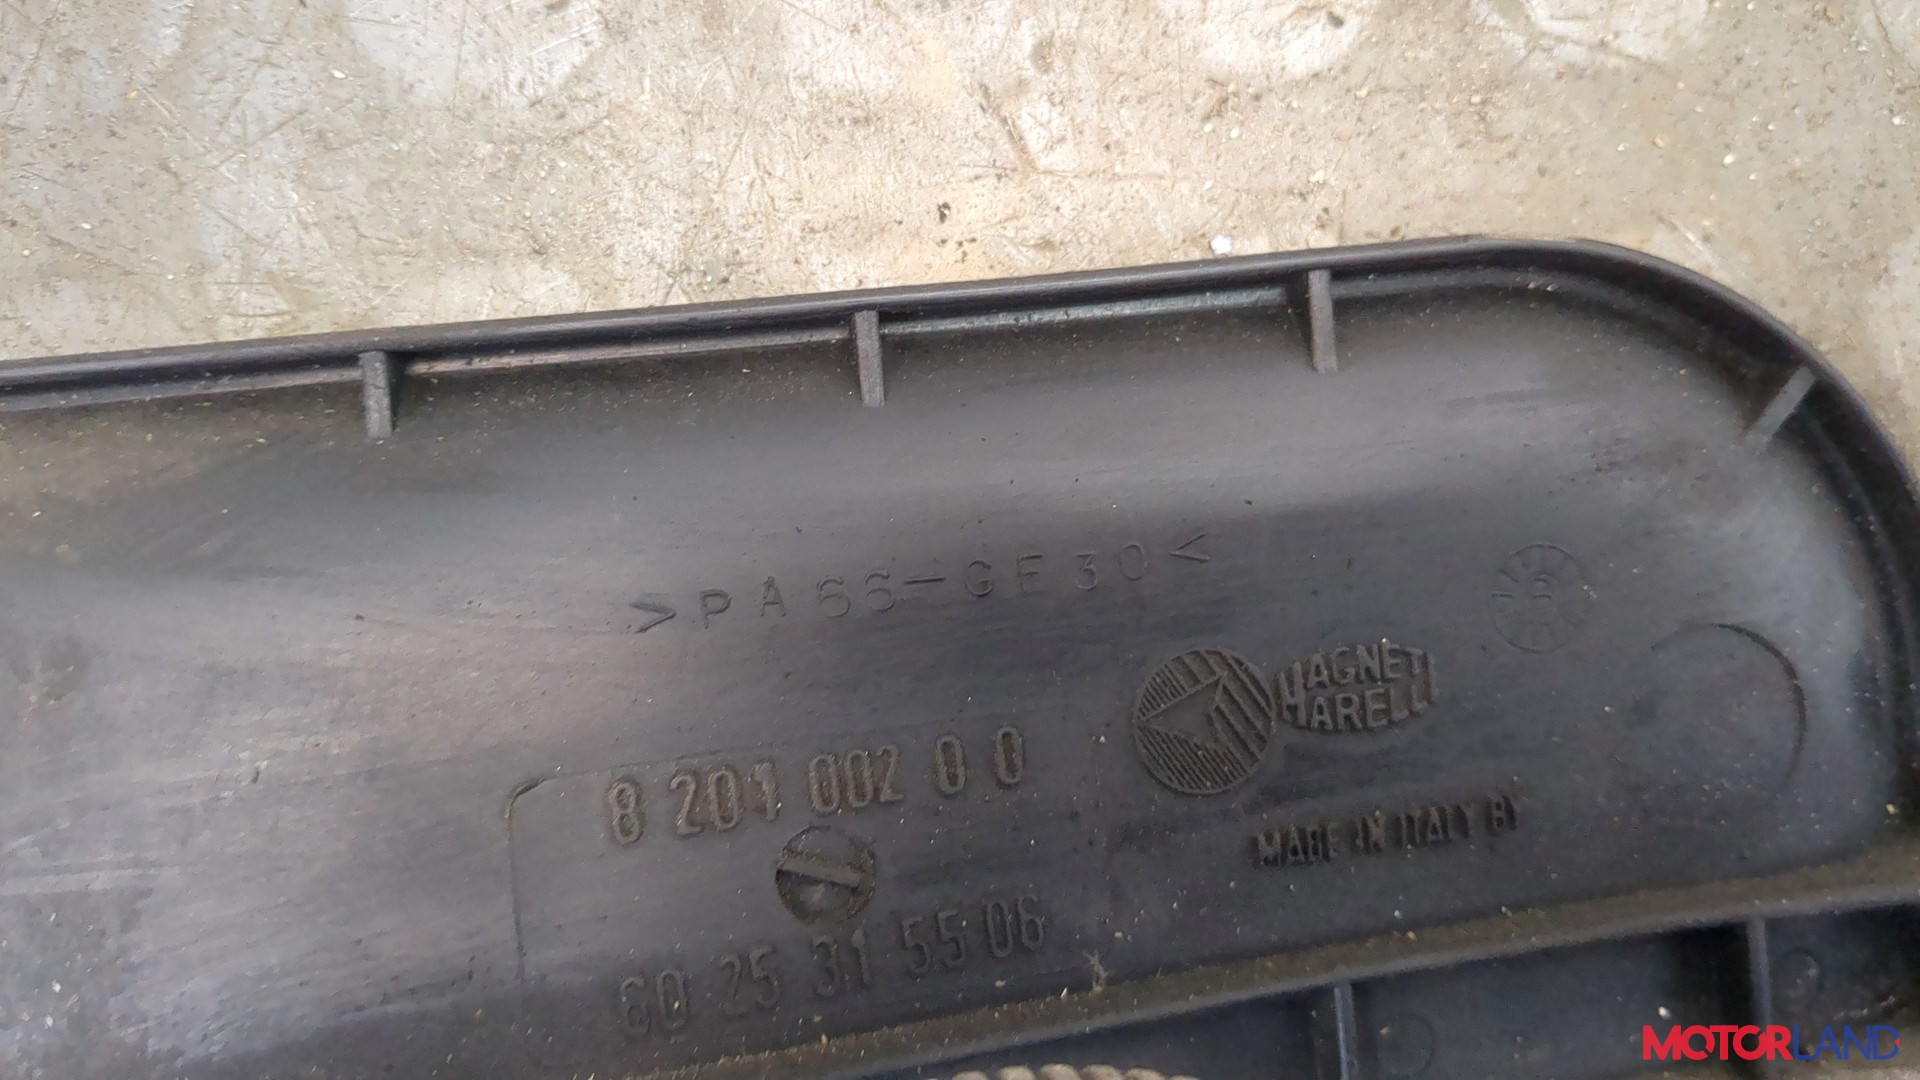 >PA66-GF30<
MAGNETI
MARELLI
8 201 002 0 0
MADE IN ITALY BY
60 25 31 55 06
MOTORLAND